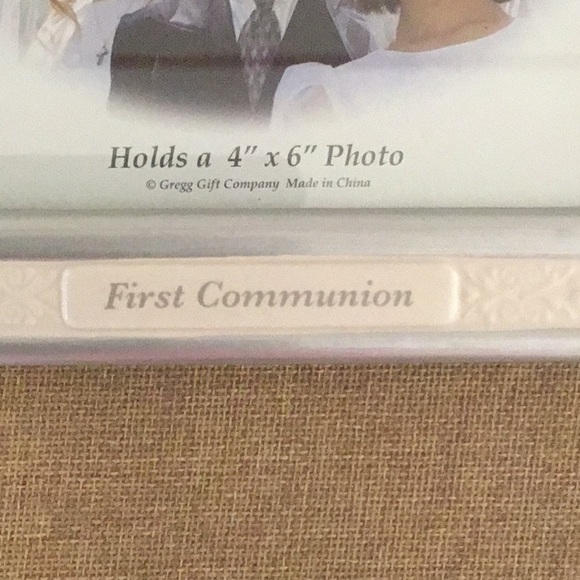 Holds a 4" x 6" Photo
© Gregg Gift Company Made in China
First Communion